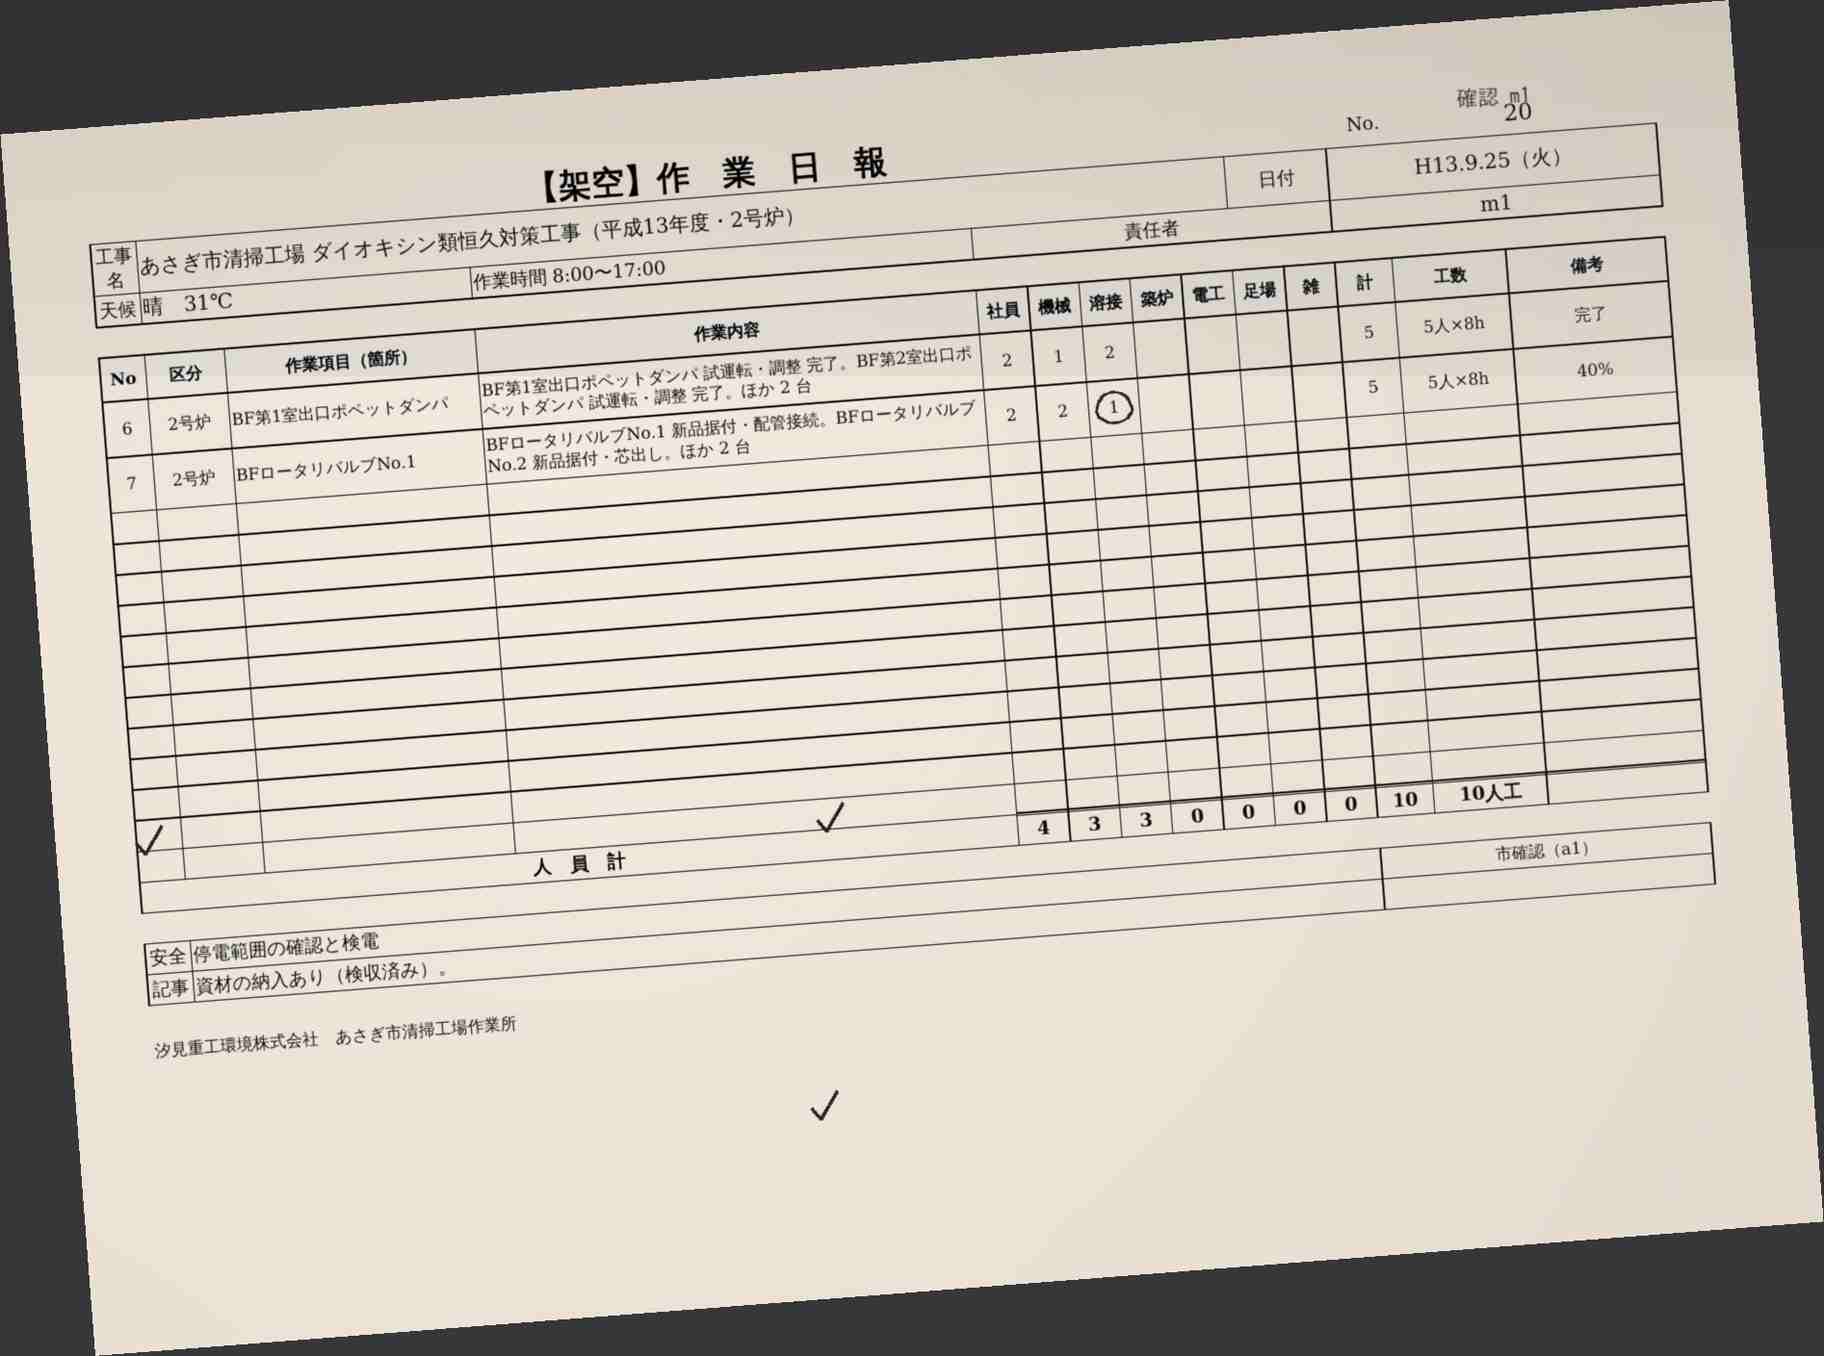 確認 m1
No. 20
【架空】作 業 日 報
工事名 あさぎ市清掃工場 ダイオキシン類恒久対策工事（平成13年度・2号炉） 日付 H13.9.25（火）
天候 晴 31℃ 作業時間 8:00〜17:00 責任者 m1
No 区分 作業項目（箇所） 作業内容 社員 機械 溶接 築炉 電工 足場 雑 計 工数 備考
6 2号炉 BF第1室出口ポペットダンパ BF第1室出口ポペットダンパ 試運転・調整 完了。BF第2室出口ポ
ペットダンパ 試運転・調整 完了。ほか 2 台 2 1 2 5 5人×8h 完了
7 2号炉 BFロータリバルブNo.1 BFロータリバルブNo.1 新品据付・配管接続。BFロータリバルブ
No.2 新品据付・芯出し。ほか 2 台 2 2 1 5 5人×8h 40%
人 員 計 4 3 3 0 0 0 0 10 10人工
安全 停電範囲の確認と検電 市確認（a1）
記事 資材の納入あり（検収済み）。
汐見重工環境株式会社 あさぎ市清掃工場作業所